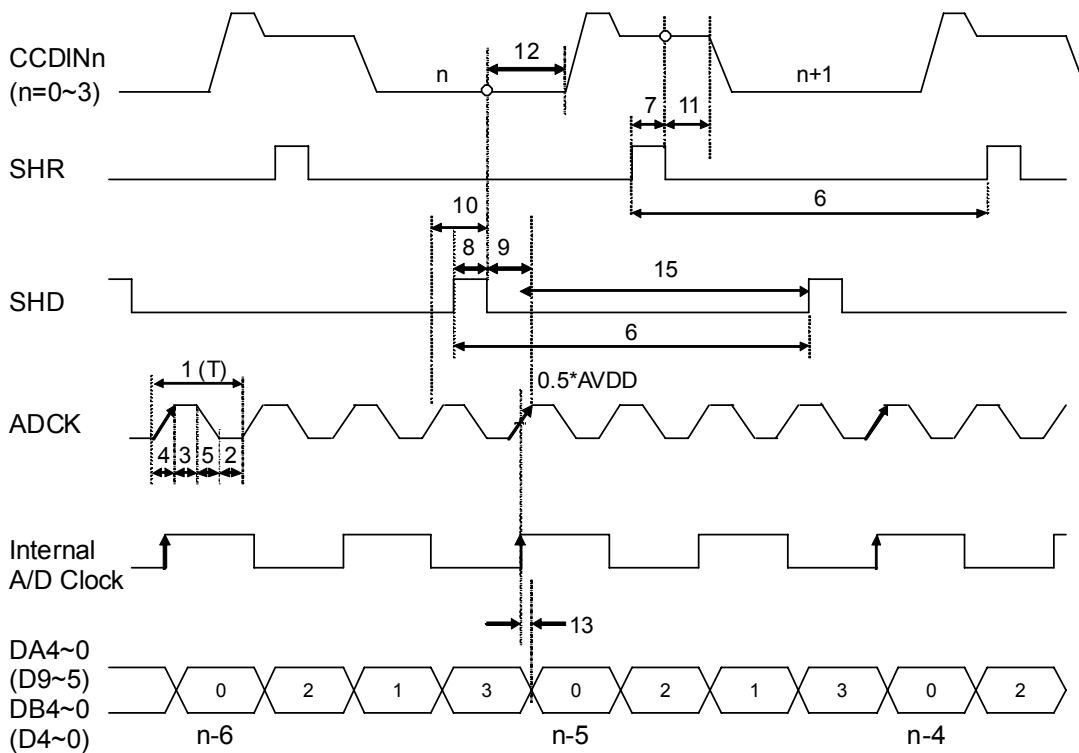 CCDINn
(n=0~3)
n
12
n+1
7
11
SHR
6
10
8
9
15
SHD
6
1 (T)
0.5*AVDD
ADCK
4
3
5
2
Internal
A/D Clock
13
DA4~0
(D9~5)
DB4~0
(D4~0)
0
2
1
3
0
2
1
3
0
2
n-6
n-5
n-4